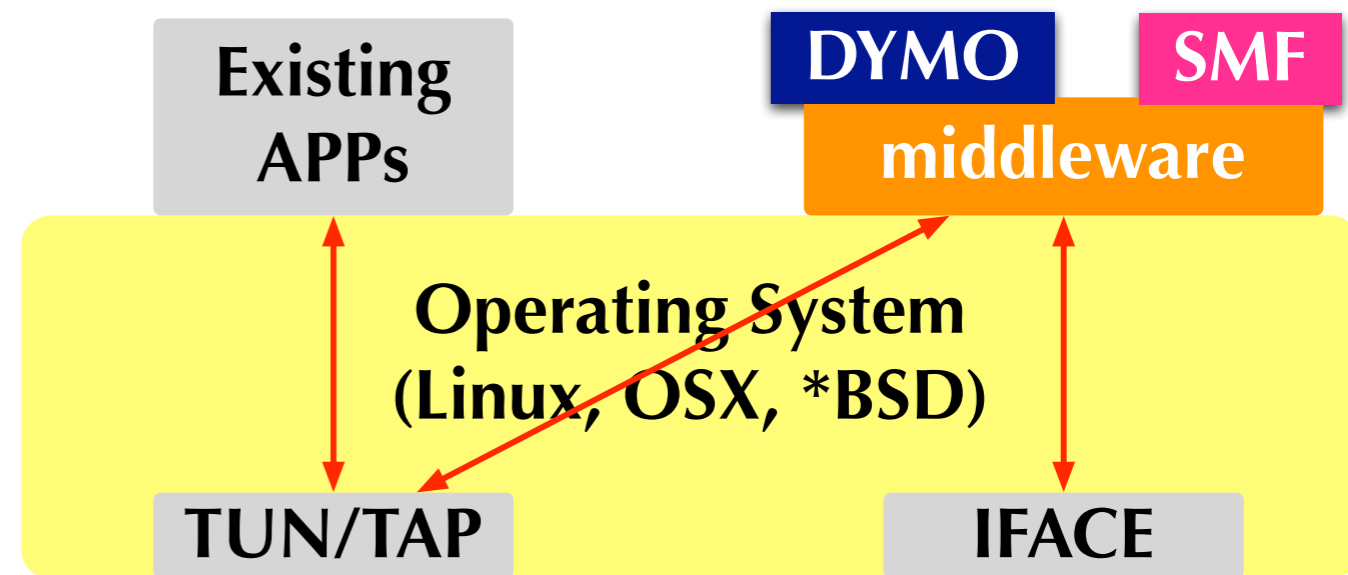 Existing
APPs
DYMO
SMF
middleware
Operating System
(Linux, OSX, *BSD)
TUN/TAP
IFACE